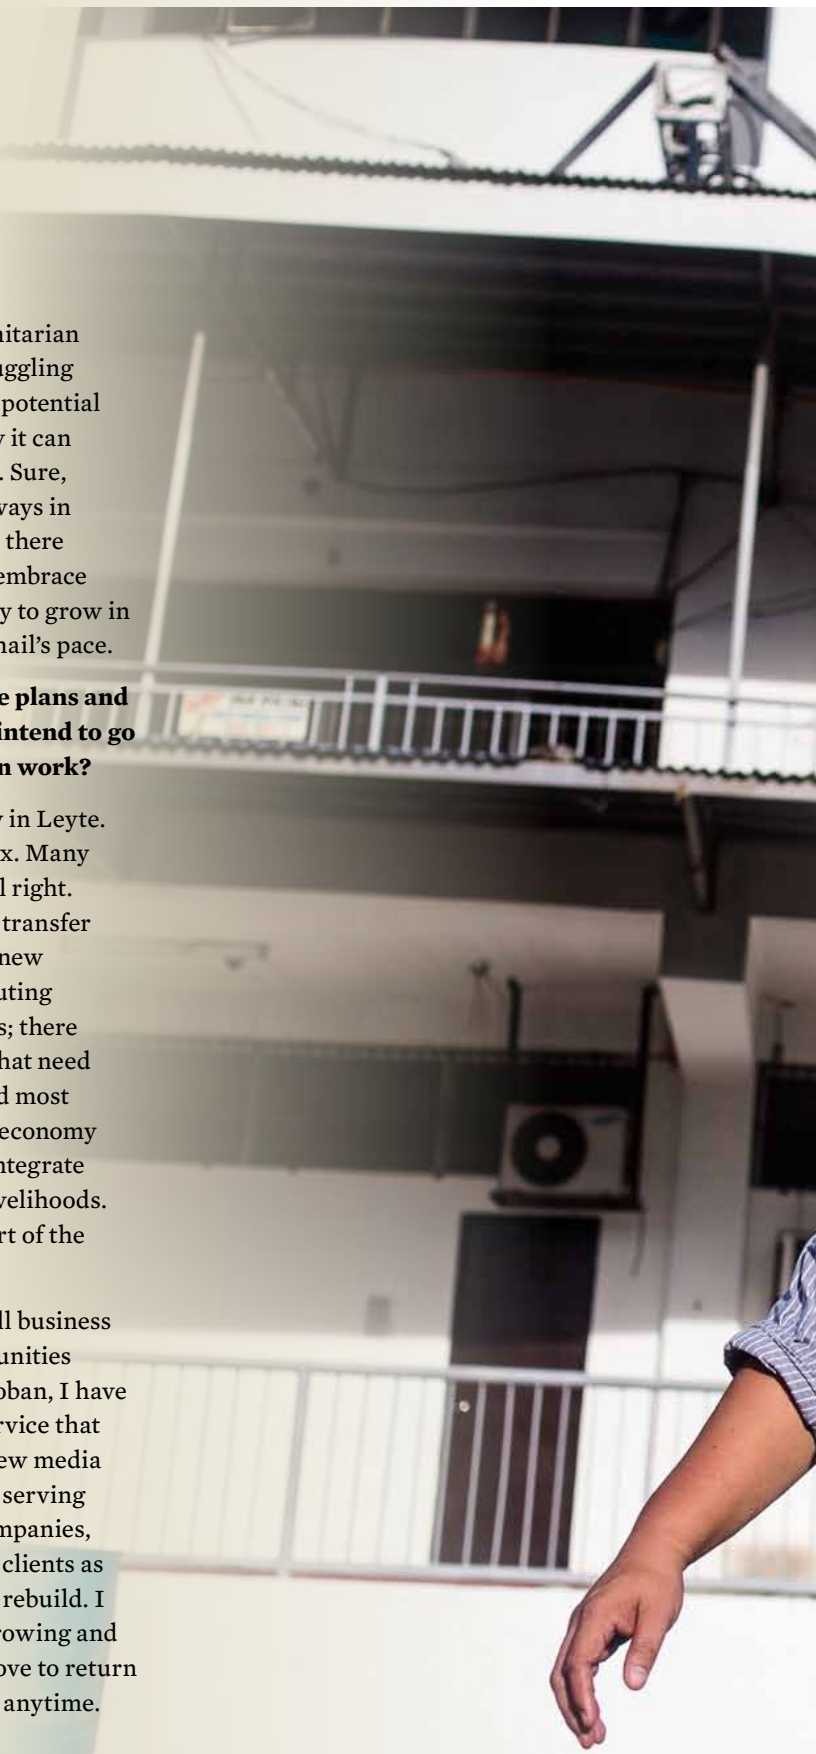 nitarian
uggling
potential
y it can
. Sure,
ways in
there
embrace
y to grow in
nail’s pace.
e plans and
intend to go
n work?
y in Leyte.
x. Many
l right.
transfer
new
uting
s; there
hat need
d most
economy
ntegrate
velihoods.
rt of the
ll business
unities
oban, I have
rvice that
ew media
serving
mpanies,
clients as
rebuild. I
rowing and
ove to return
anytime.